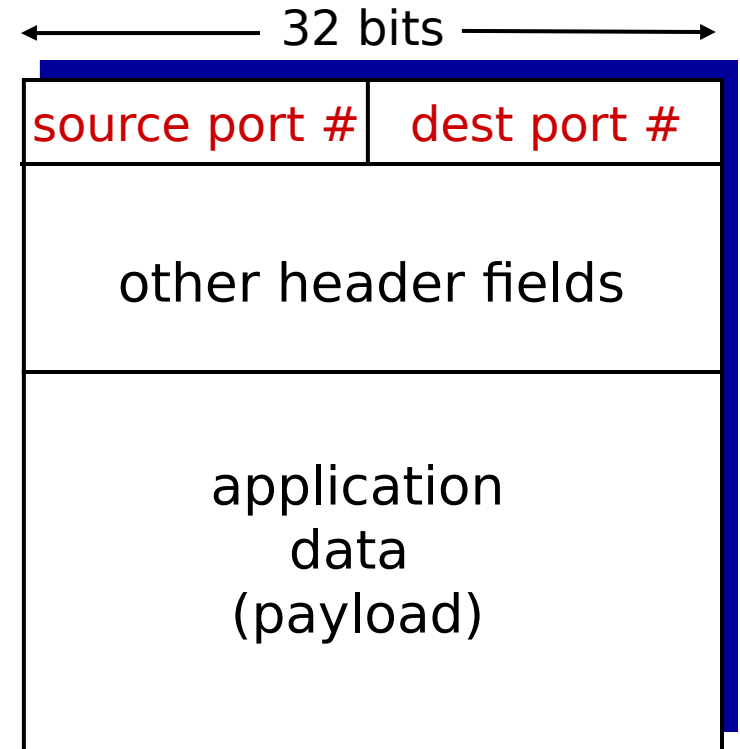 32 bits
source port # dest port #
other header fields
application
data
(payload)